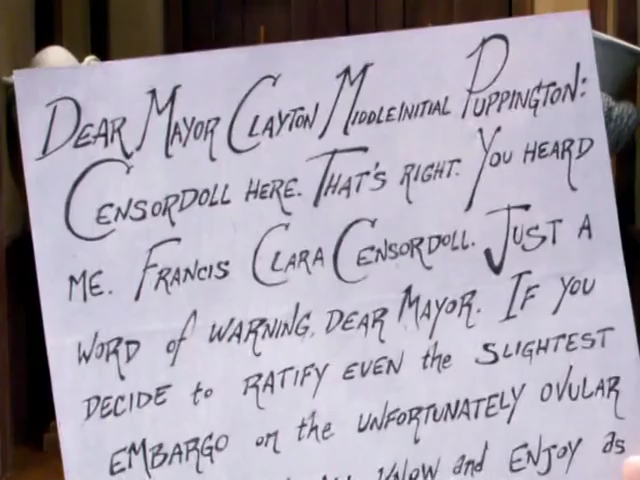 DEAR MAYOR CLAYTON MIDDLEINITIAL PUPPINGTON:
CENSORDOLL HERE. THAT'S RIGHT. YOU HEARD
ME. FRANCIS CLARA CENSORDOLL. JUST A
WORD of WARNING, DEAR MAYOR. IF YOU
DECIDE to RATIFY EVEN the SLIGHTEST
EMBARGO on the UNFORTUNATELY OVULAR
KNOW and ENJOY as